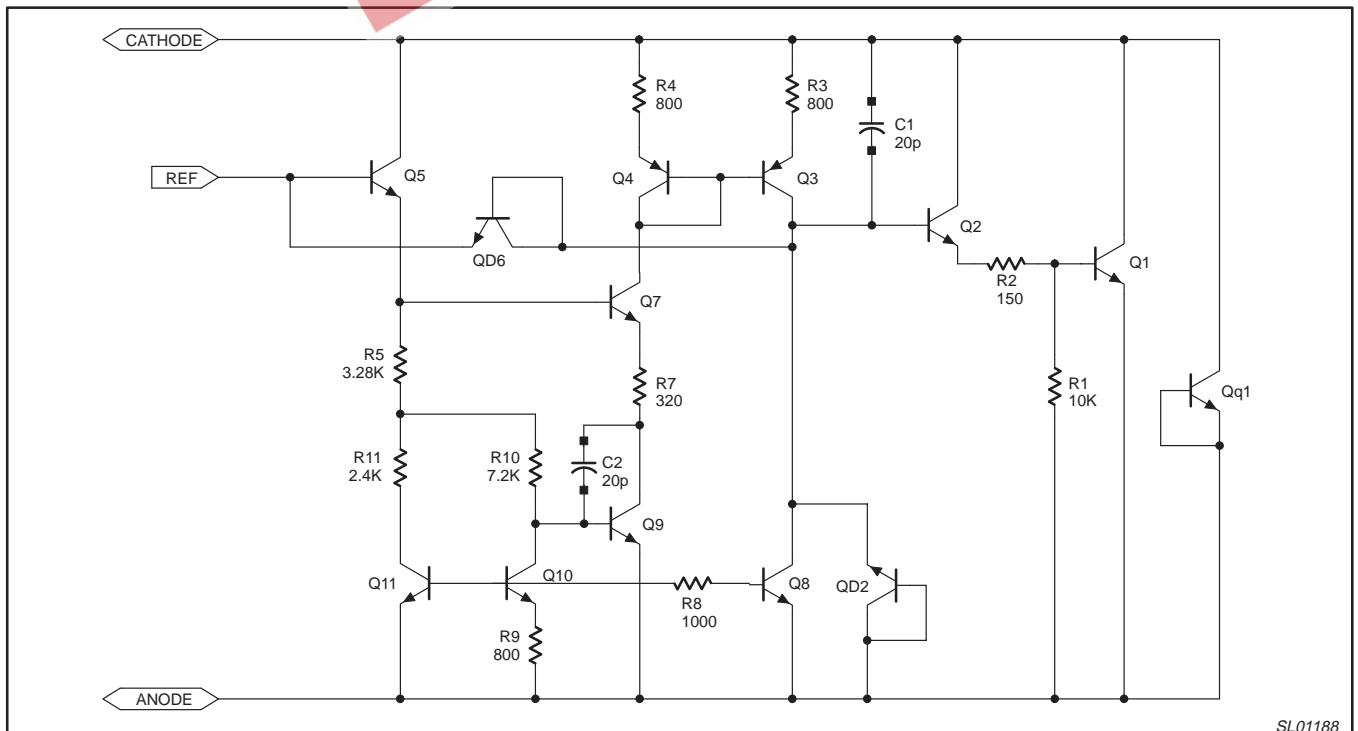 CATHODE
R4
800
R3
800
C1
20p
REF
Q5
Q4
Q3
Q2
QD6
R2
150
Q1
Q7
R5
3.28K
R7
320
R1
10K
Qq1
R11
2.4K
R10
7.2K
C2
20p
Q9
Q11
Q10
R8
1000
Q8
QD2
R9
800
ANODE
SL01188